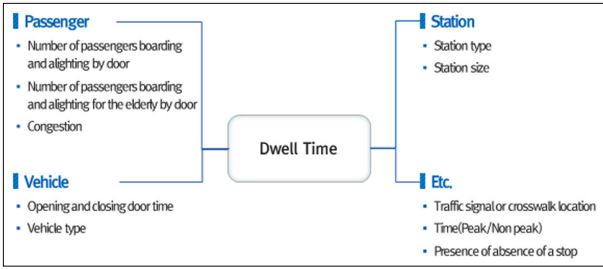 Passenger
• Number of passengers boarding
and alighting by door
• Number of passengers boarding
and alighting for the elderly by door
• Congestion
Vehicle
• Opening and closing door time
• Vehicle type
Dwell Time
Station
• Station type
• Station size
Etc.
• Traffic signal or crosswalk location
• Time(Peak/Non peak)
• Presence of absence of a stop